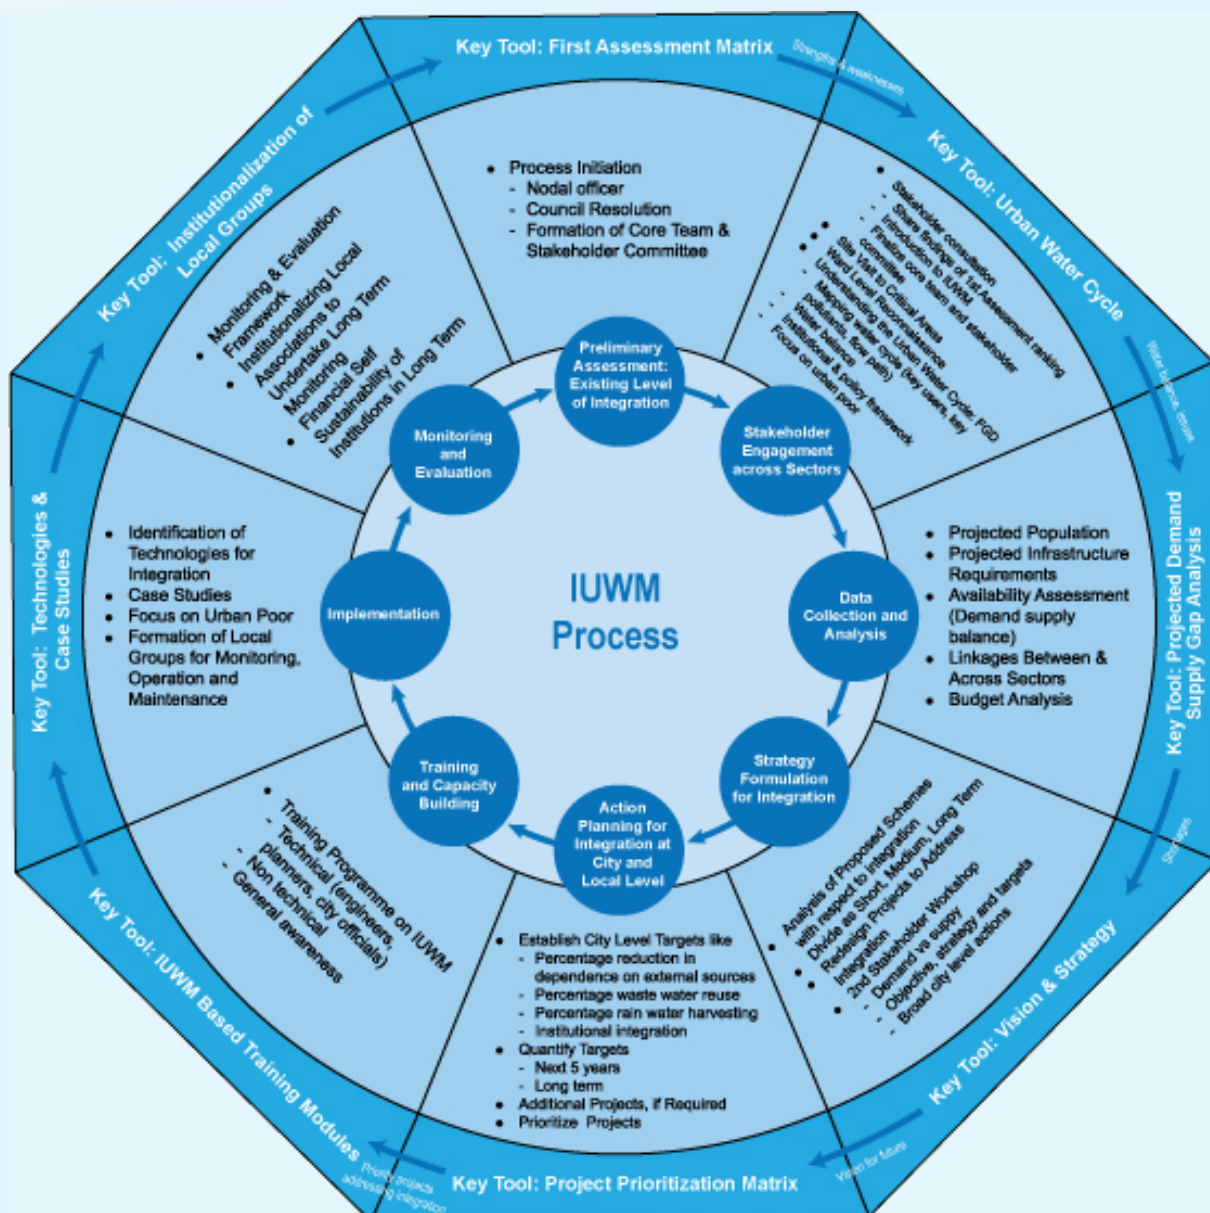 Key Tool: First Assessment Matrix
Strengths & weaknesses
Key Tool: Urban Water Cycle
Water balance, issues
Key Tool: Projected Demand
Supply Gap Analysis
Shortages
Key Tool: Vision & Strategy
Vision for future
Key Tool: Project Prioritization Matrix
Priority projects
addressing integration
Key Tool: IUWM Based Training Modules
Key Tool: Technologies &
Case Studies
Key Tool: Institutionalization of
Local Groups
• Process Initiation
- Nodal officer
- Council Resolution
- Formation of Core Team &
Stakeholder Committee
• Stakeholder consultation
- Share findings of 1st Assessment ranking
- Introduction to IUWM
- Finalize core team and stakeholder
committee
• Site Visit to Critical Areas
• Ward Level Reconnaissance
• Understanding the Urban Water Cycle, FGD
- Mapping water cycle (key users, key
pollutants, flow path)
- Water balance
- Institutional & policy framework
- Focus on urban poor
• Projected Population
• Projected Infrastructure
Requirements
• Availability Assessment
(Demand supply
balance)
• Linkages Between &
Across Sectors
• Budget Analysis
• Analysis of Proposed Schemes
with respect to integration
• Divide as Short, Medium, Long Term
• Redesign Projects to Address
Integration
• 2nd Stakeholder Workshop
- Demand vs suppy
- Objective, strategy and targets
- Broad city level actions
• Establish City Level Targets like
- Percentage reduction in
dependence on external sources
- Percentage waste water reuse
- Percentage rain water harvesting
- Institutional integration
• Quantify Targets
- Next 5 years
- Long term
• Additional Projects, if Required
• Prioritize Projects
• Training Programme on IUWM
- Technical (engineers,
planners, city officials)
- Non technical
- General awareness
• Identification of
Technologies for
Integration
• Case Studies
• Focus on Urban Poor
• Formation of Local
Groups for Monitoring,
Operation and
Maintenance
• Monitoring & Evaluation
Framework
• Institutionalizing Local
Associations to
Undertake Long Term
Monitoring
• Financial Self
Sustainability of
Institutions in Long Term
Preliminary
Assessment:
Existing Level
of Integration
Stakeholder
Engagement
across Sectors
Data
Collection and
Analysis
Strategy
Formulation
for Integration
Action
Planning for
Integration at
City and
Local Level
Training
and Capacity
Building
Implementation
Monitoring
and
Evaluation
IUWM
Process